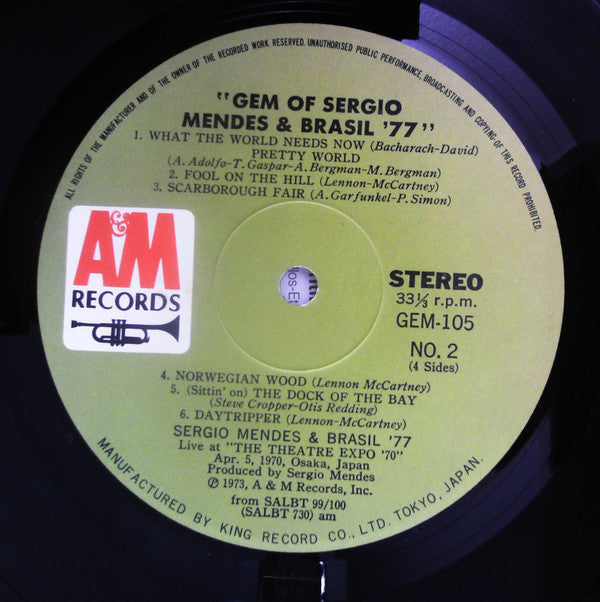 ALL RIGHTS OF THE MANUFACTURER AND OF THE OWNER OF THE RECORDED WORK RESERVED. UNAUTHORISED PUBLIC PERFORMANCE, BROADCASTING AND COPYING OF THIS RECORD PROHIBITED.
"GEM OF SERGIO
MENDES & BRASIL '77"
1. WHAT THE WORLD NEEDS NOW (Bacharach-David)
PRETTY WORLD
(A. Adolfo-T. Gaspar-A. Bergman-M. Bergman)
2. FOOL ON THE HILL (Lennon-McCartney)
3. SCARBOROUGH FAIR (A. Garfunkel-P. Simon)
A&M
RECORDS
STEREO
33⅓ r.p.m.
GEM-105
NO. 2
(4 Sides)
4. NORWEGIAN WOOD (Lennon McCartney)
5. (Sittin' on) THE DOCK OF THE BAY
(Steve Cropper-Otis Redding)
6. DAYTRIPPER (Lennon-McCartney)
SERGIO MENDES & BRASIL '77
Live at "THE THEATRE EXPO '70"
Apr. 5, 1970, Osaka, Japan
Produced by Sergio Mendes
℗ 1973, A & M Records, Inc.
from SALBT 99/100
(SALBT 730) am
MANUFACTURED BY KING RECORD CO., LTD. TOKYO, JAPAN.